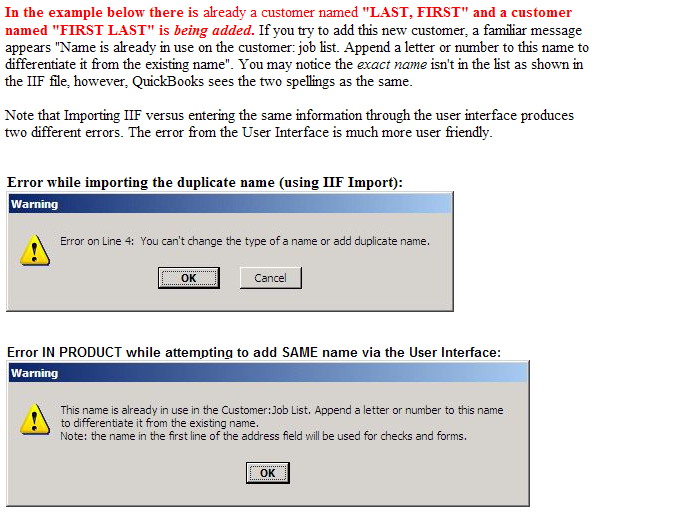 In the example below there is already a customer named "LAST, FIRST" and a customer
named "FIRST LAST" is being added. If you try to add this new customer, a familiar message
appears "Name is already in use on the customer: job list. Append a letter or number to this name to
differentiate it from the existing name". You may notice the exact name isn't in the list as shown in
the IIF file, however, QuickBooks sees the two spellings as the same.
Note that Importing IIF versus entering the same information through the user interface produces
two different errors. The error from the User Interface is much more user friendly.
Error while importing the duplicate name (using IIF Import):
Warning
Error on Line 4: You can't change the type of a name or add duplicate name.
OK Cancel
Error IN PRODUCT while attempting to add SAME name via the User Interface:
Warning
This name is already in use in the Customer:Job List. Append a letter or number to this name
to differentiate it from the existing name.
Note: the name in the first line of the address field will be used for checks and forms.
OK